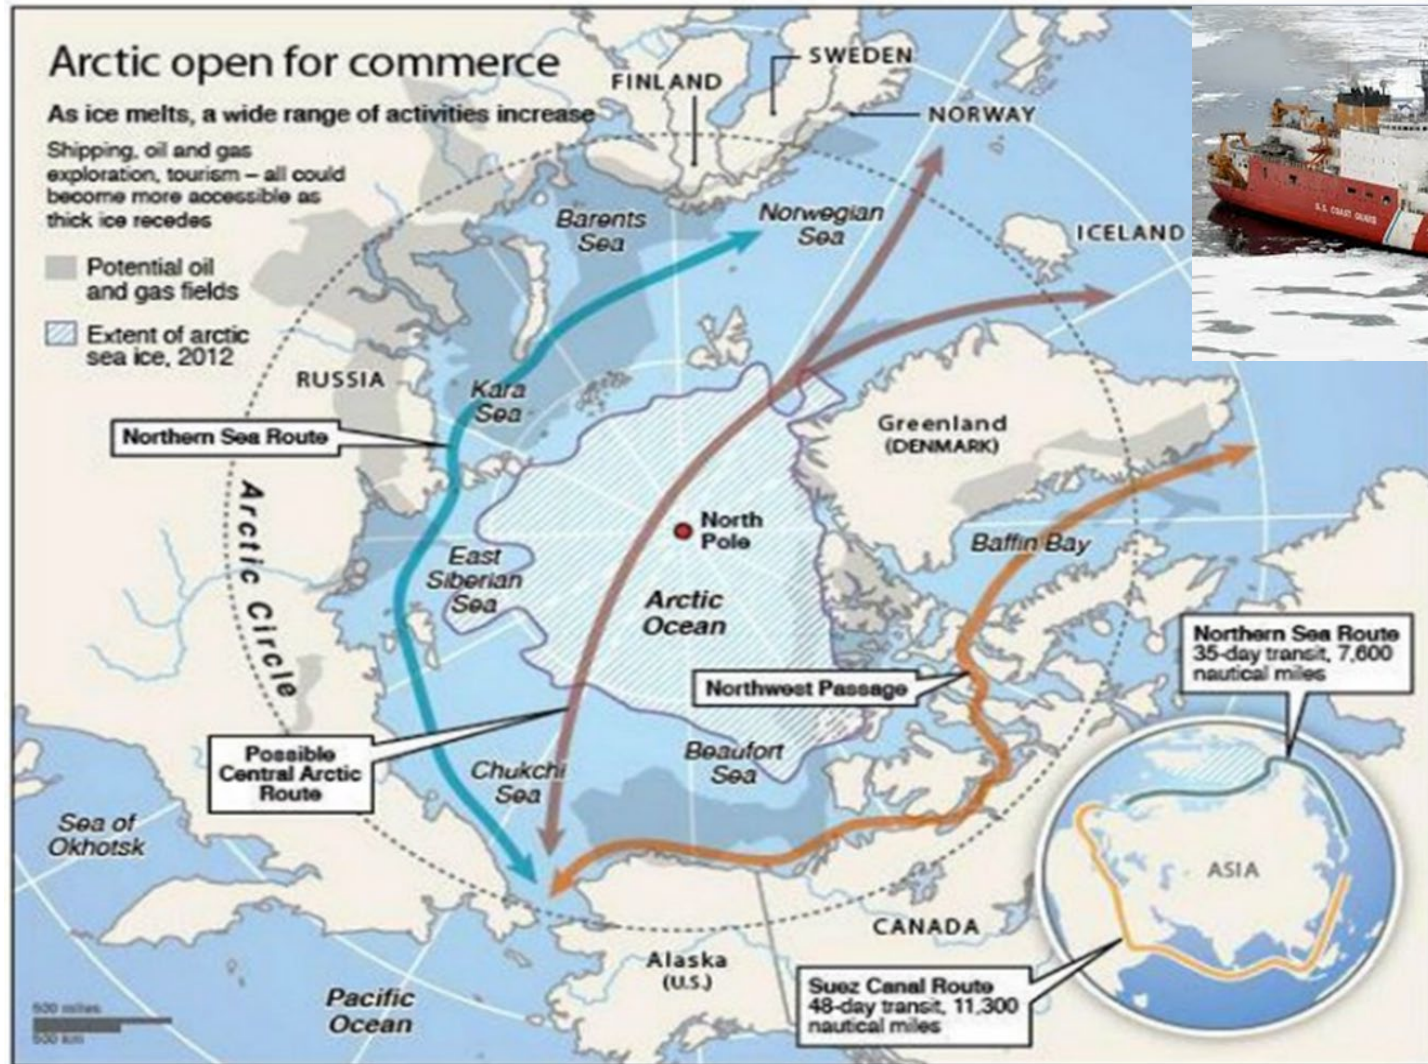 Arctic open for commerce
As ice melts, a wide range of activities increase
Shipping, oil and gas
exploration, tourism – all could
become more accessible as
thick ice recedes
Potential oil
and gas fields
Extent of arctic
sea ice, 2012
FINLAND
SWEDEN
NORWAY
ICELAND
U.S. COAST GUARD
Barents
Sea
Norwegian
Sea
RUSSIA
Kara
Sea
Northern Sea Route
Greenland
(DENMARK)
Arctic Circle
North
Pole
Baffin Bay
East
Siberian
Sea
Arctic
Ocean
Northwest Passage
Northern Sea Route
35-day transit, 7,600
nautical miles
Possible
Central Arctic
Route
Chukchi
Sea
Beaufort
Sea
Sea of
Okhotsk
ASIA
CANADA
Alaska
(U.S.)
Suez Canal Route
48-day transit, 11,300
nautical miles
Pacific
Ocean
500 miles
500 km